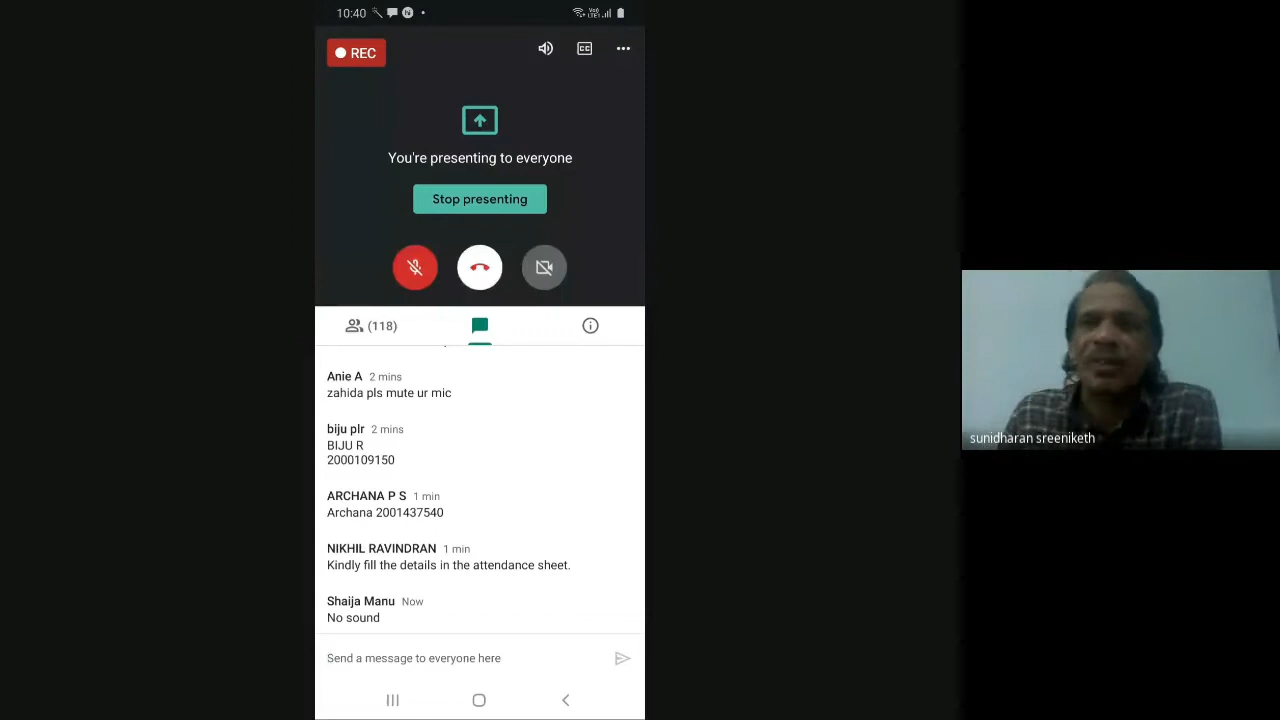 10:40
REC
CC
You're presenting to everyone
Stop presenting
(118)
Anie A 2 mins
zahida pls mute ur mic
biju plr 2 mins
BIJU R
2000109150
ARCHANA P S 1 min
Archana 2001437540
NIKHIL RAVINDRAN 1 min
Kindly fill the details in the attendance sheet.
Shaija Manu Now
No sound
Send a message to everyone here
sunidharan sreeniketh